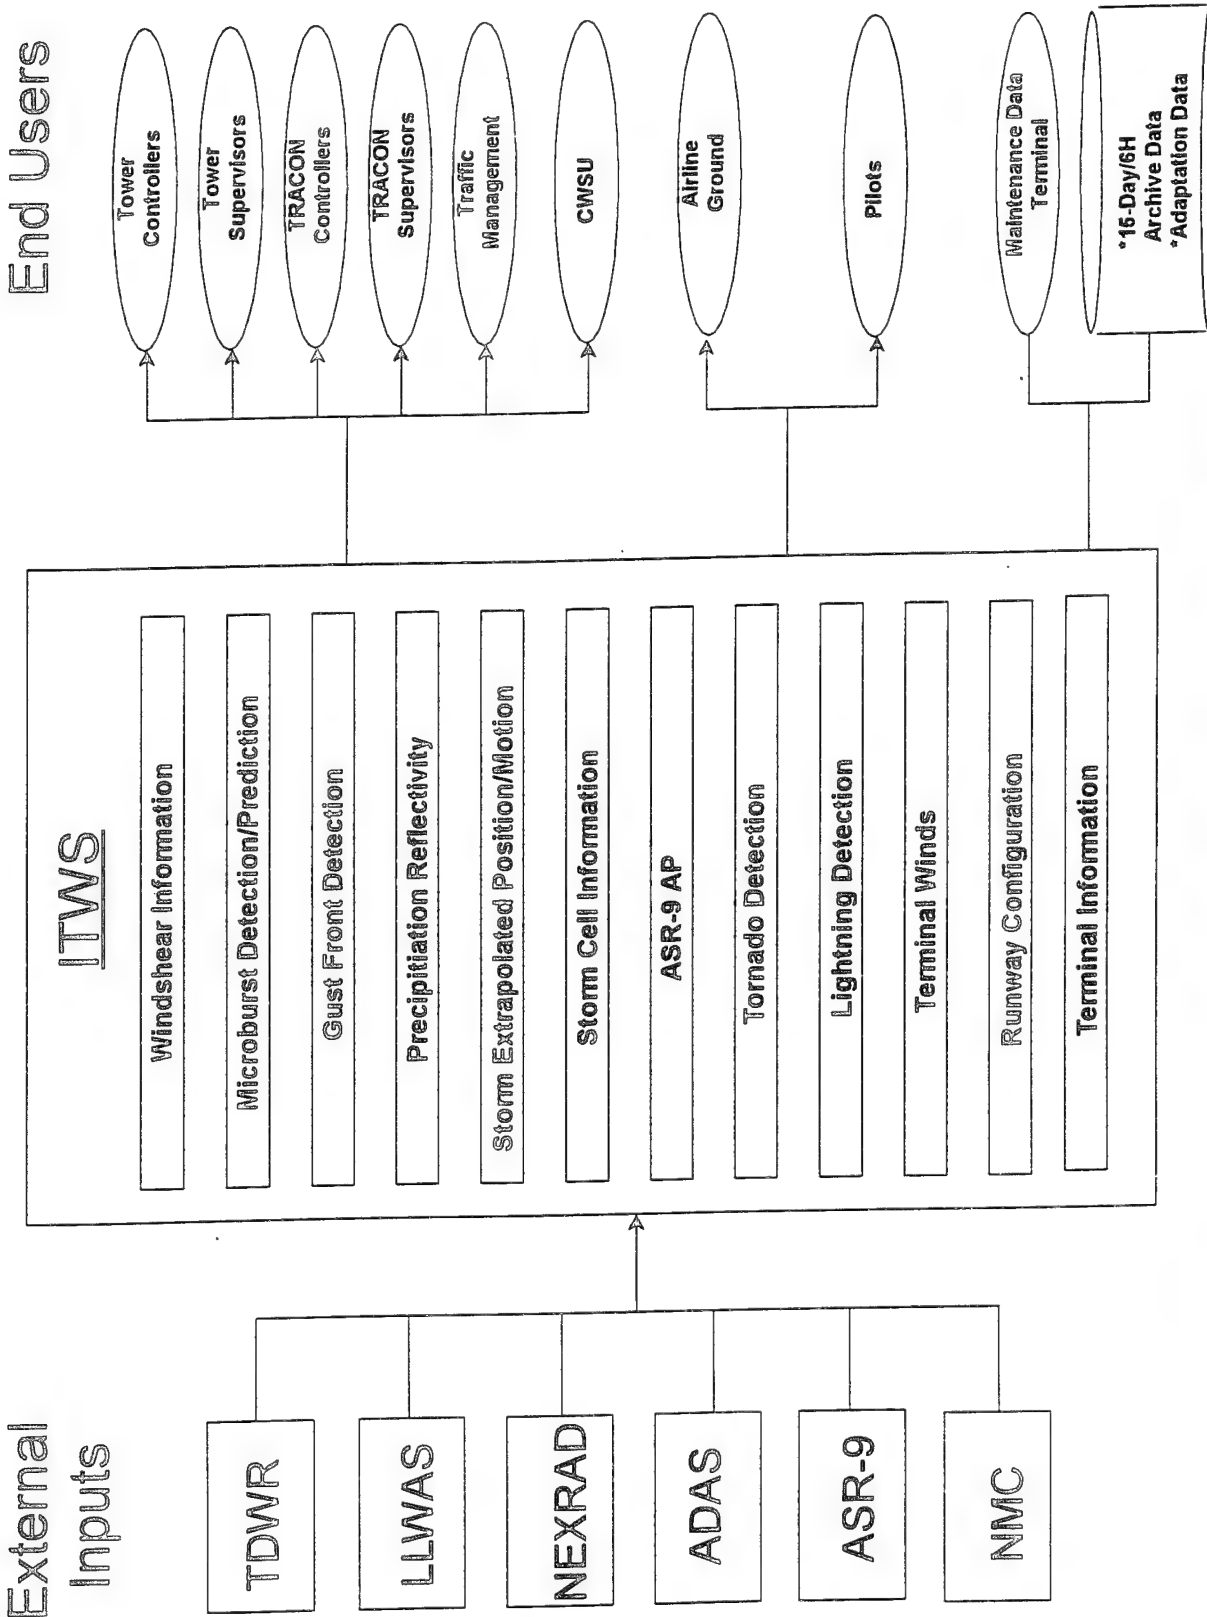 External
Inputs
TDWR
LLWAS
NEXRAD
ADAS
ASR-9
NMC
ITWS
Windshear Information
Microburst Detection/Prediction
Gust Front Detection
Precipitiation Reflectivity
Storm Extrapolated Position/Motion
Storm Cell Information
ASR-9 AP
Tornado Detection
Lightning Detection
Terminal Winds
Runway Configuration
Terminal Information
End Users
Tower
Controllers
Tower
Supervisors
TRACON
Controllers
TRACON
Supervisors
Traffic
Management
CWSU
Airline
Ground
Pilots
Maintenance Data
Terminal
*15-Day/6H
Archive Data
*Adaptation Data